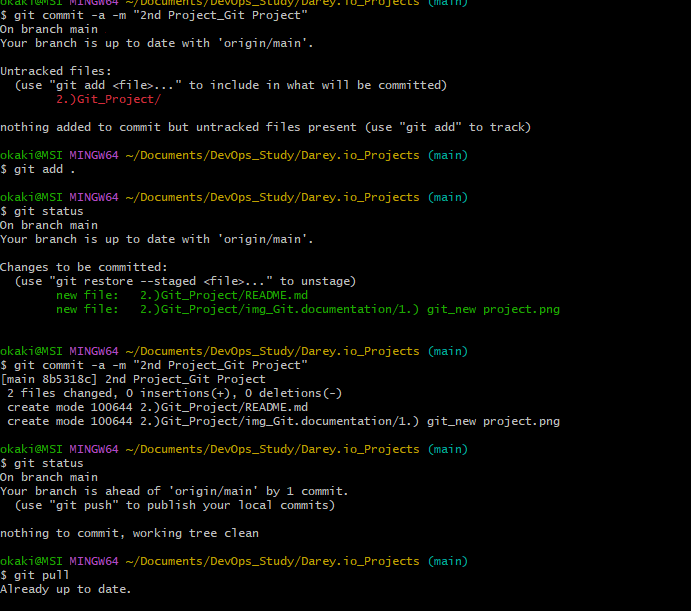 okaki@MSI MINGW64 ~/Documents/DevOps_Study/Darey.io_Projects (main)
$ git commit -a -m "2nd Project_Git Project"
On branch main
Your branch is up to date with 'origin/main'.

Untracked files:
  (use "git add <file>..." to include in what will be committed)
        2.)Git_Project/

nothing added to commit but untracked files present (use "git add" to track)

okaki@MSI MINGW64 ~/Documents/DevOps_Study/Darey.io_Projects (main)
$ git add .

okaki@MSI MINGW64 ~/Documents/DevOps_Study/Darey.io_Projects (main)
$ git status
On branch main
Your branch is up to date with 'origin/main'.

Changes to be committed:
  (use "git restore --staged <file>..." to unstage)
        new file:   2.)Git_Project/README.md
        new file:   2.)Git_Project/img_Git.documentation/1.) git_new project.png


okaki@MSI MINGW64 ~/Documents/DevOps_Study/Darey.io_Projects (main)
$ git commit -a -m "2nd Project_Git Project"
[main 8b5318c] 2nd Project_Git Project
 2 files changed, 0 insertions(+), 0 deletions(-)
 create mode 100644 2.)Git_Project/README.md
 create mode 100644 2.)Git_Project/img_Git.documentation/1.) git_new project.png

okaki@MSI MINGW64 ~/Documents/DevOps_Study/Darey.io_Projects (main)
$ git status
On branch main
Your branch is ahead of 'origin/main' by 1 commit.
  (use "git push" to publish your local commits)

nothing to commit, working tree clean

okaki@MSI MINGW64 ~/Documents/DevOps_Study/Darey.io_Projects (main)
$ git pull
Already up to date.